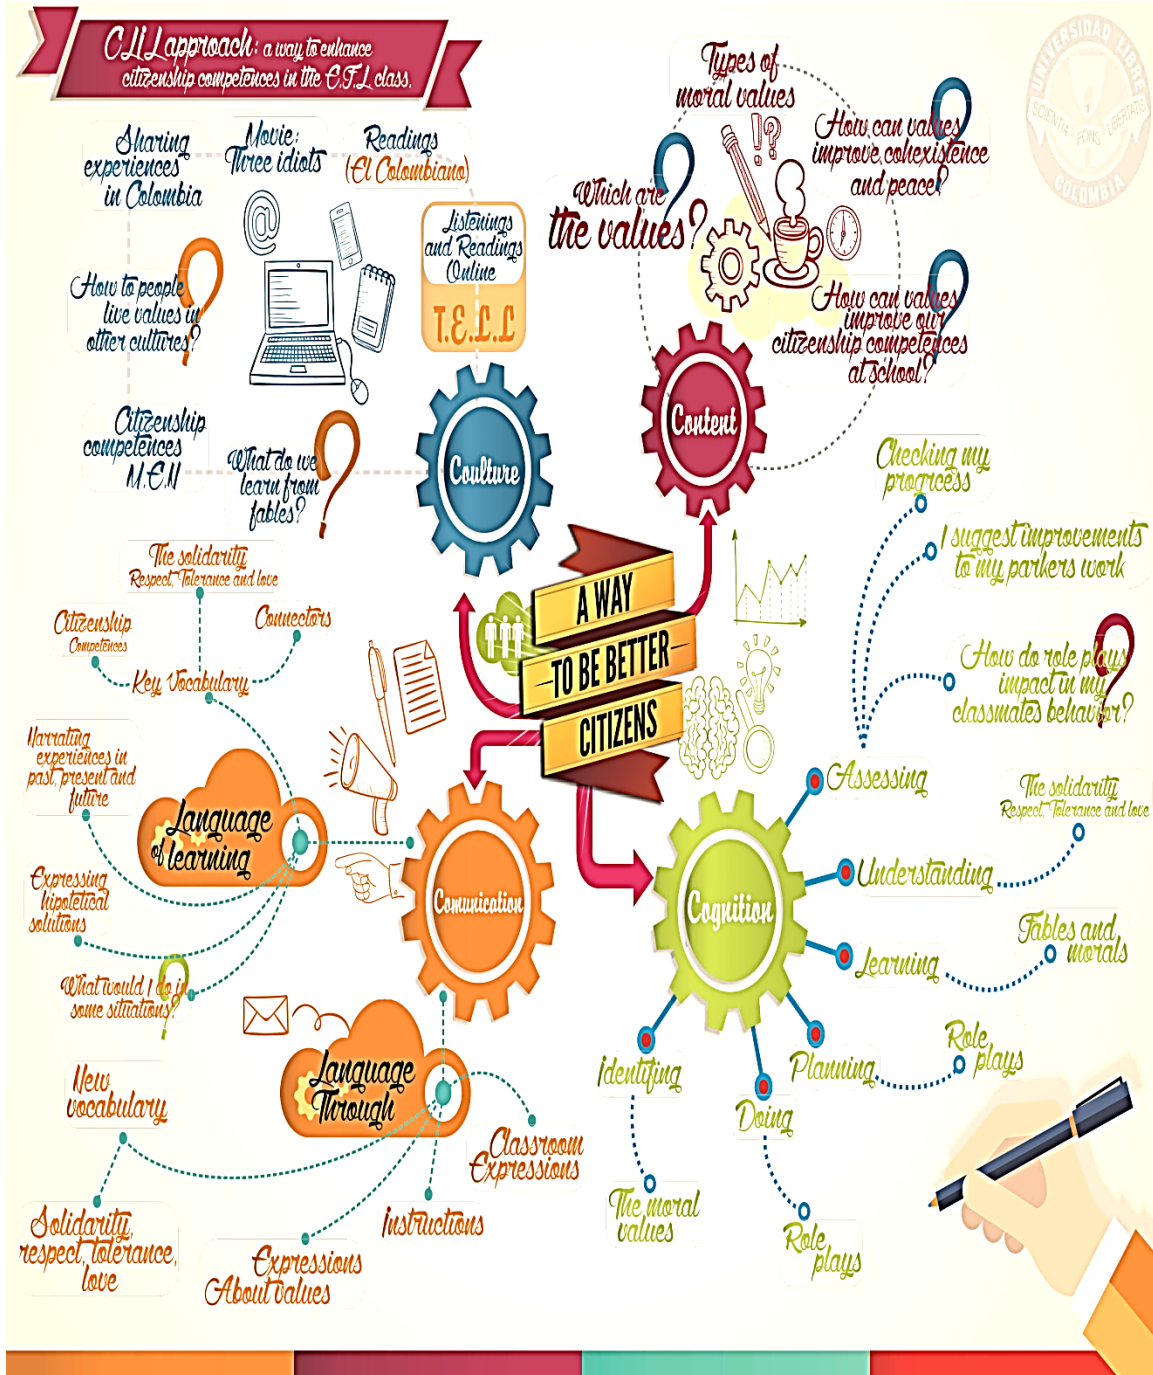 CLIL approach: a way to enhance
citizenship competences in the E.F.L class.
UNIVERSIDAD LIBRE
SCIENTIA FONS LIBERTATIS
COLOMBIA
Sharing
experiences
in Colombia
Movie:
Three idiots
Readings
(El Colombiano)
Listenings
and Readings
Online
T.E.L.L
How to people
live values in
other cultures?
Citizenship
competences
M.E.N
What do we
learn from
fables?
Coulture
Types of
moral values
Which are
the values?
How can values
improve, cohexistence
and peace?
How can values
improve our
citizenship competences
at school?
Content
A WAY
TO BE BETTER
CITIZENS
The solidarity
Respect, Tolerance and love
Citizenship
Competences
Connectors
Key Vocabulary
Narrating
experiences in
past, present and
future
Language
of learning
Expressing
hipotetical
solutions
What would I do in
some situations?
Comunication
Language
Through
New
vocabulary
Solidarity,
respect, tolerance,
love
Expressions
About values
Instructions
Classroom
Expressions
Cognition
Checking my
progrcess
I suggest improvements
to my parkers work
How do role plays
impact in my
classmates behavior?
Assessing
Understanding
The solidarity
Respect, Tolerance and love
Learning
Fables and
morals
Planning
Role
plays
Doing
Role
plays
Identifing
The moral
values